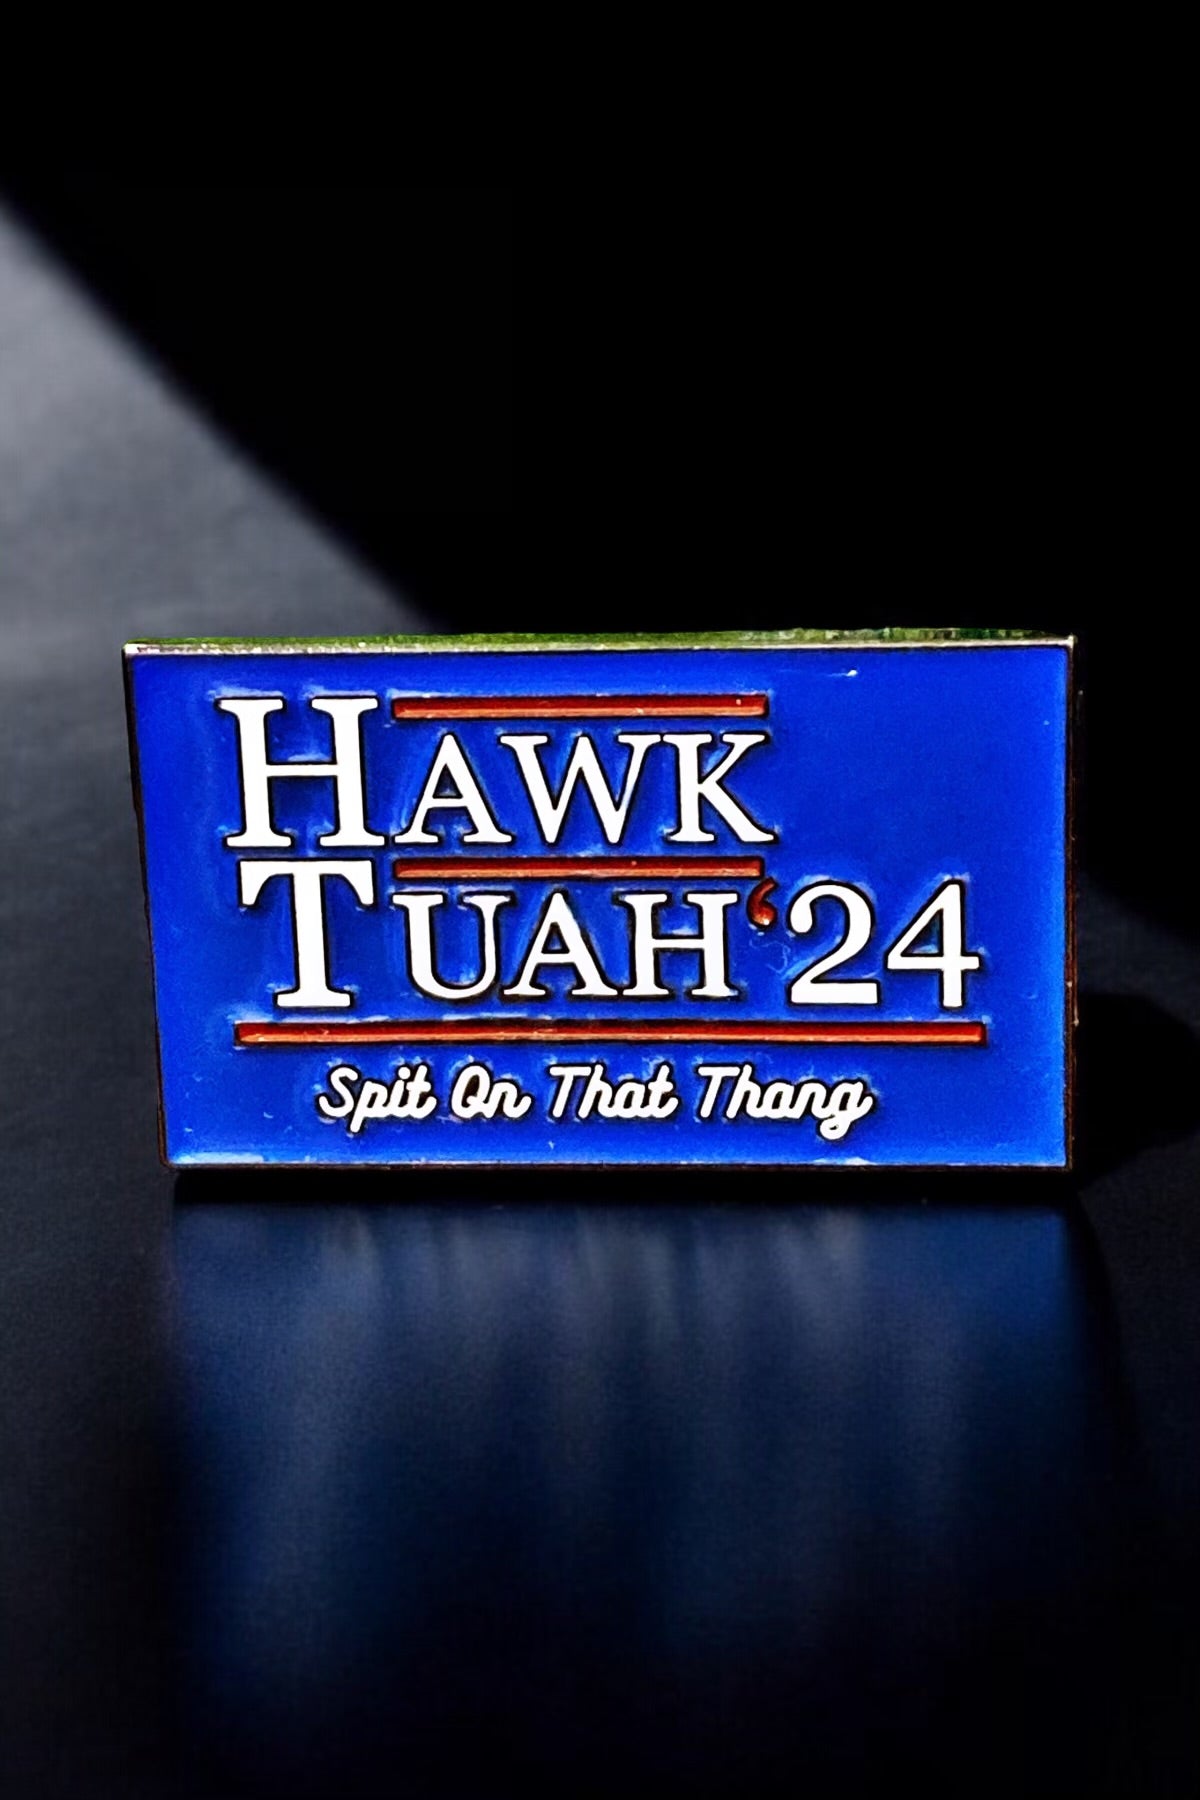 HAWK
TUAH‘24
Spit On That Thang